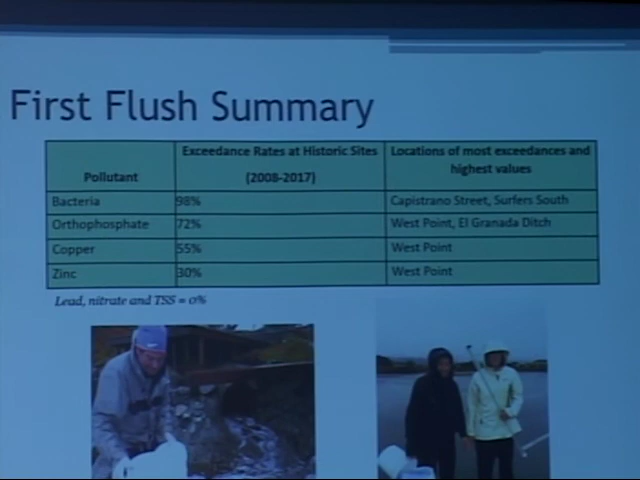 First Flush Summary
Pollutant
Exceedance Rates at Historic Sites
(2008-2017)
Locations of most exceedances and
highest values
Bacteria 98% Capistrano Street, Surfers South
Orthophosphate 72% West Point, El Granada Ditch
Copper 55% West Point
Zinc 30% West Point
Lead, nitrate and TSS = 0%